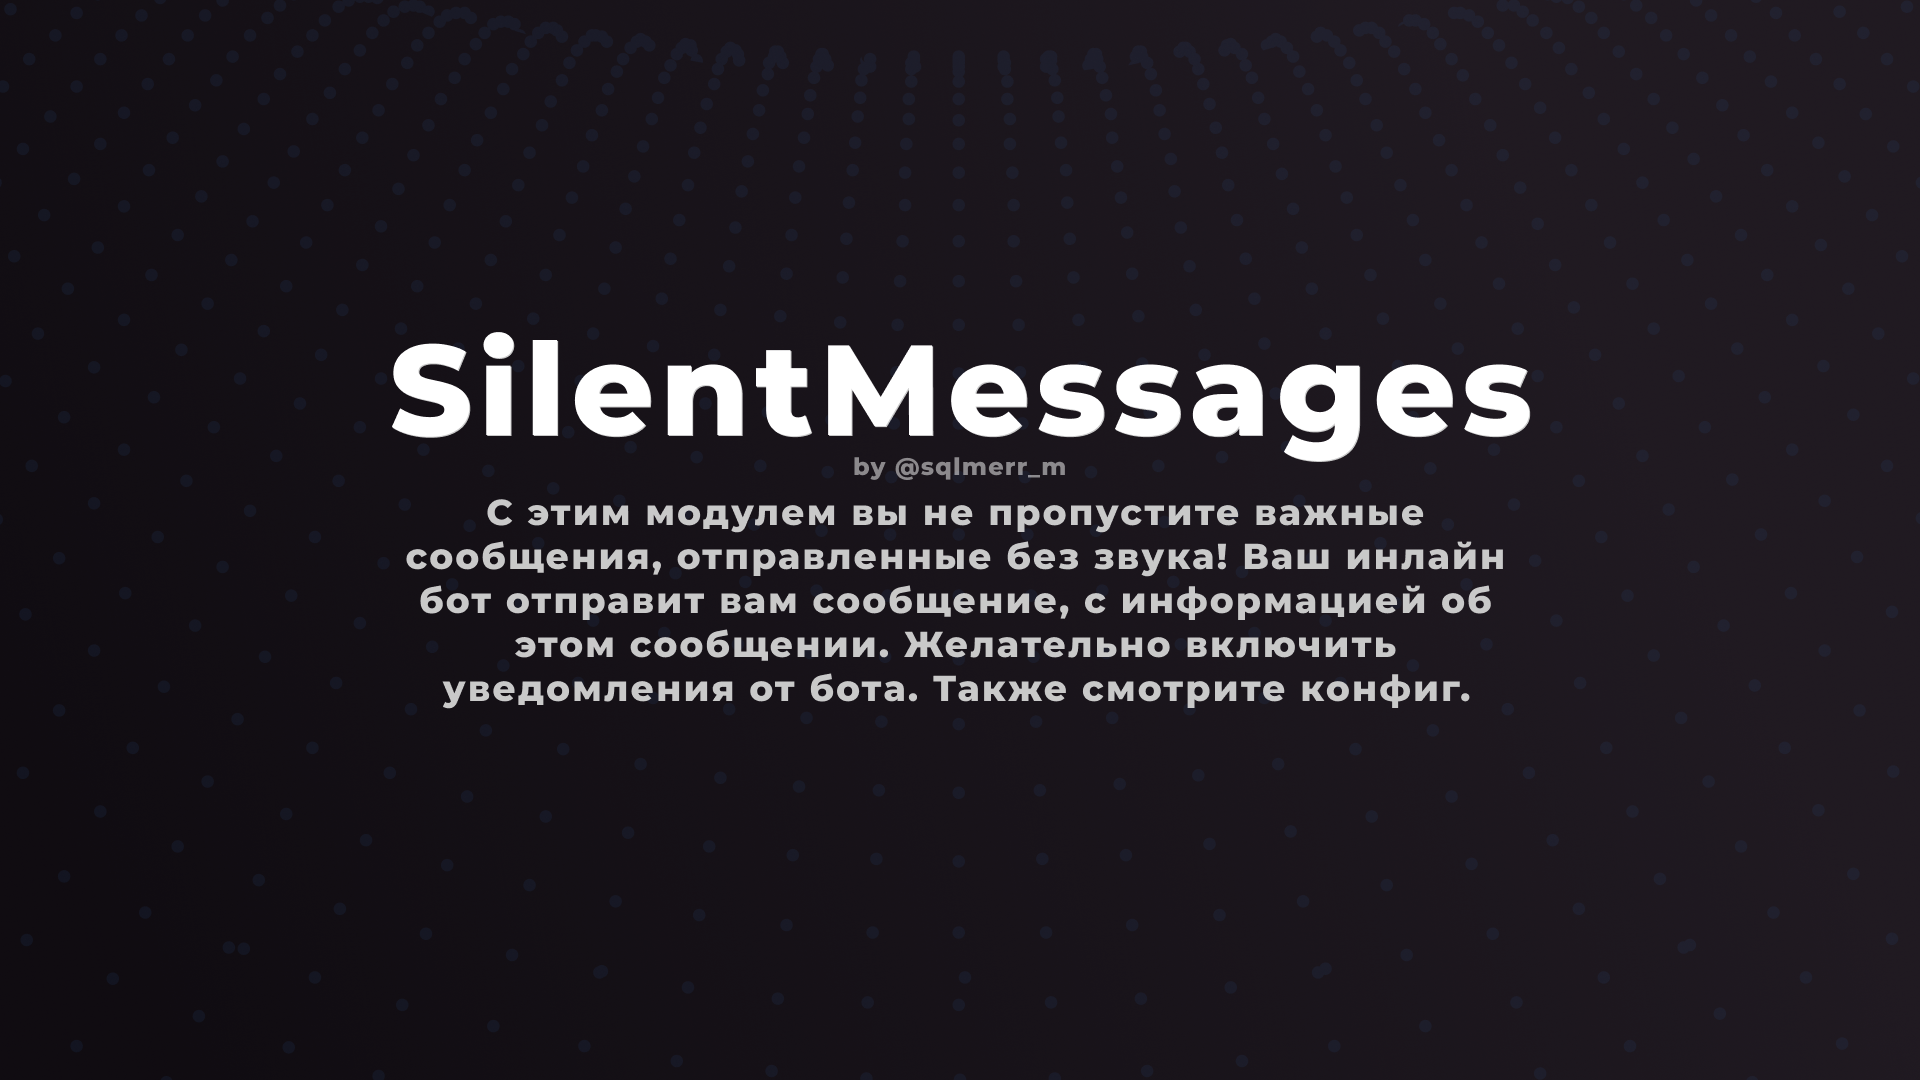 SilentMessages
by @sqlmerr_m
С этим модулем вы не пропустите важные
сообщения, отправленные без звука! Ваш инлайн
бот отправит вам сообщение, с информацией об
этом сообщении. Желательно включить
уведомления от бота. Также смотрите конфиг.